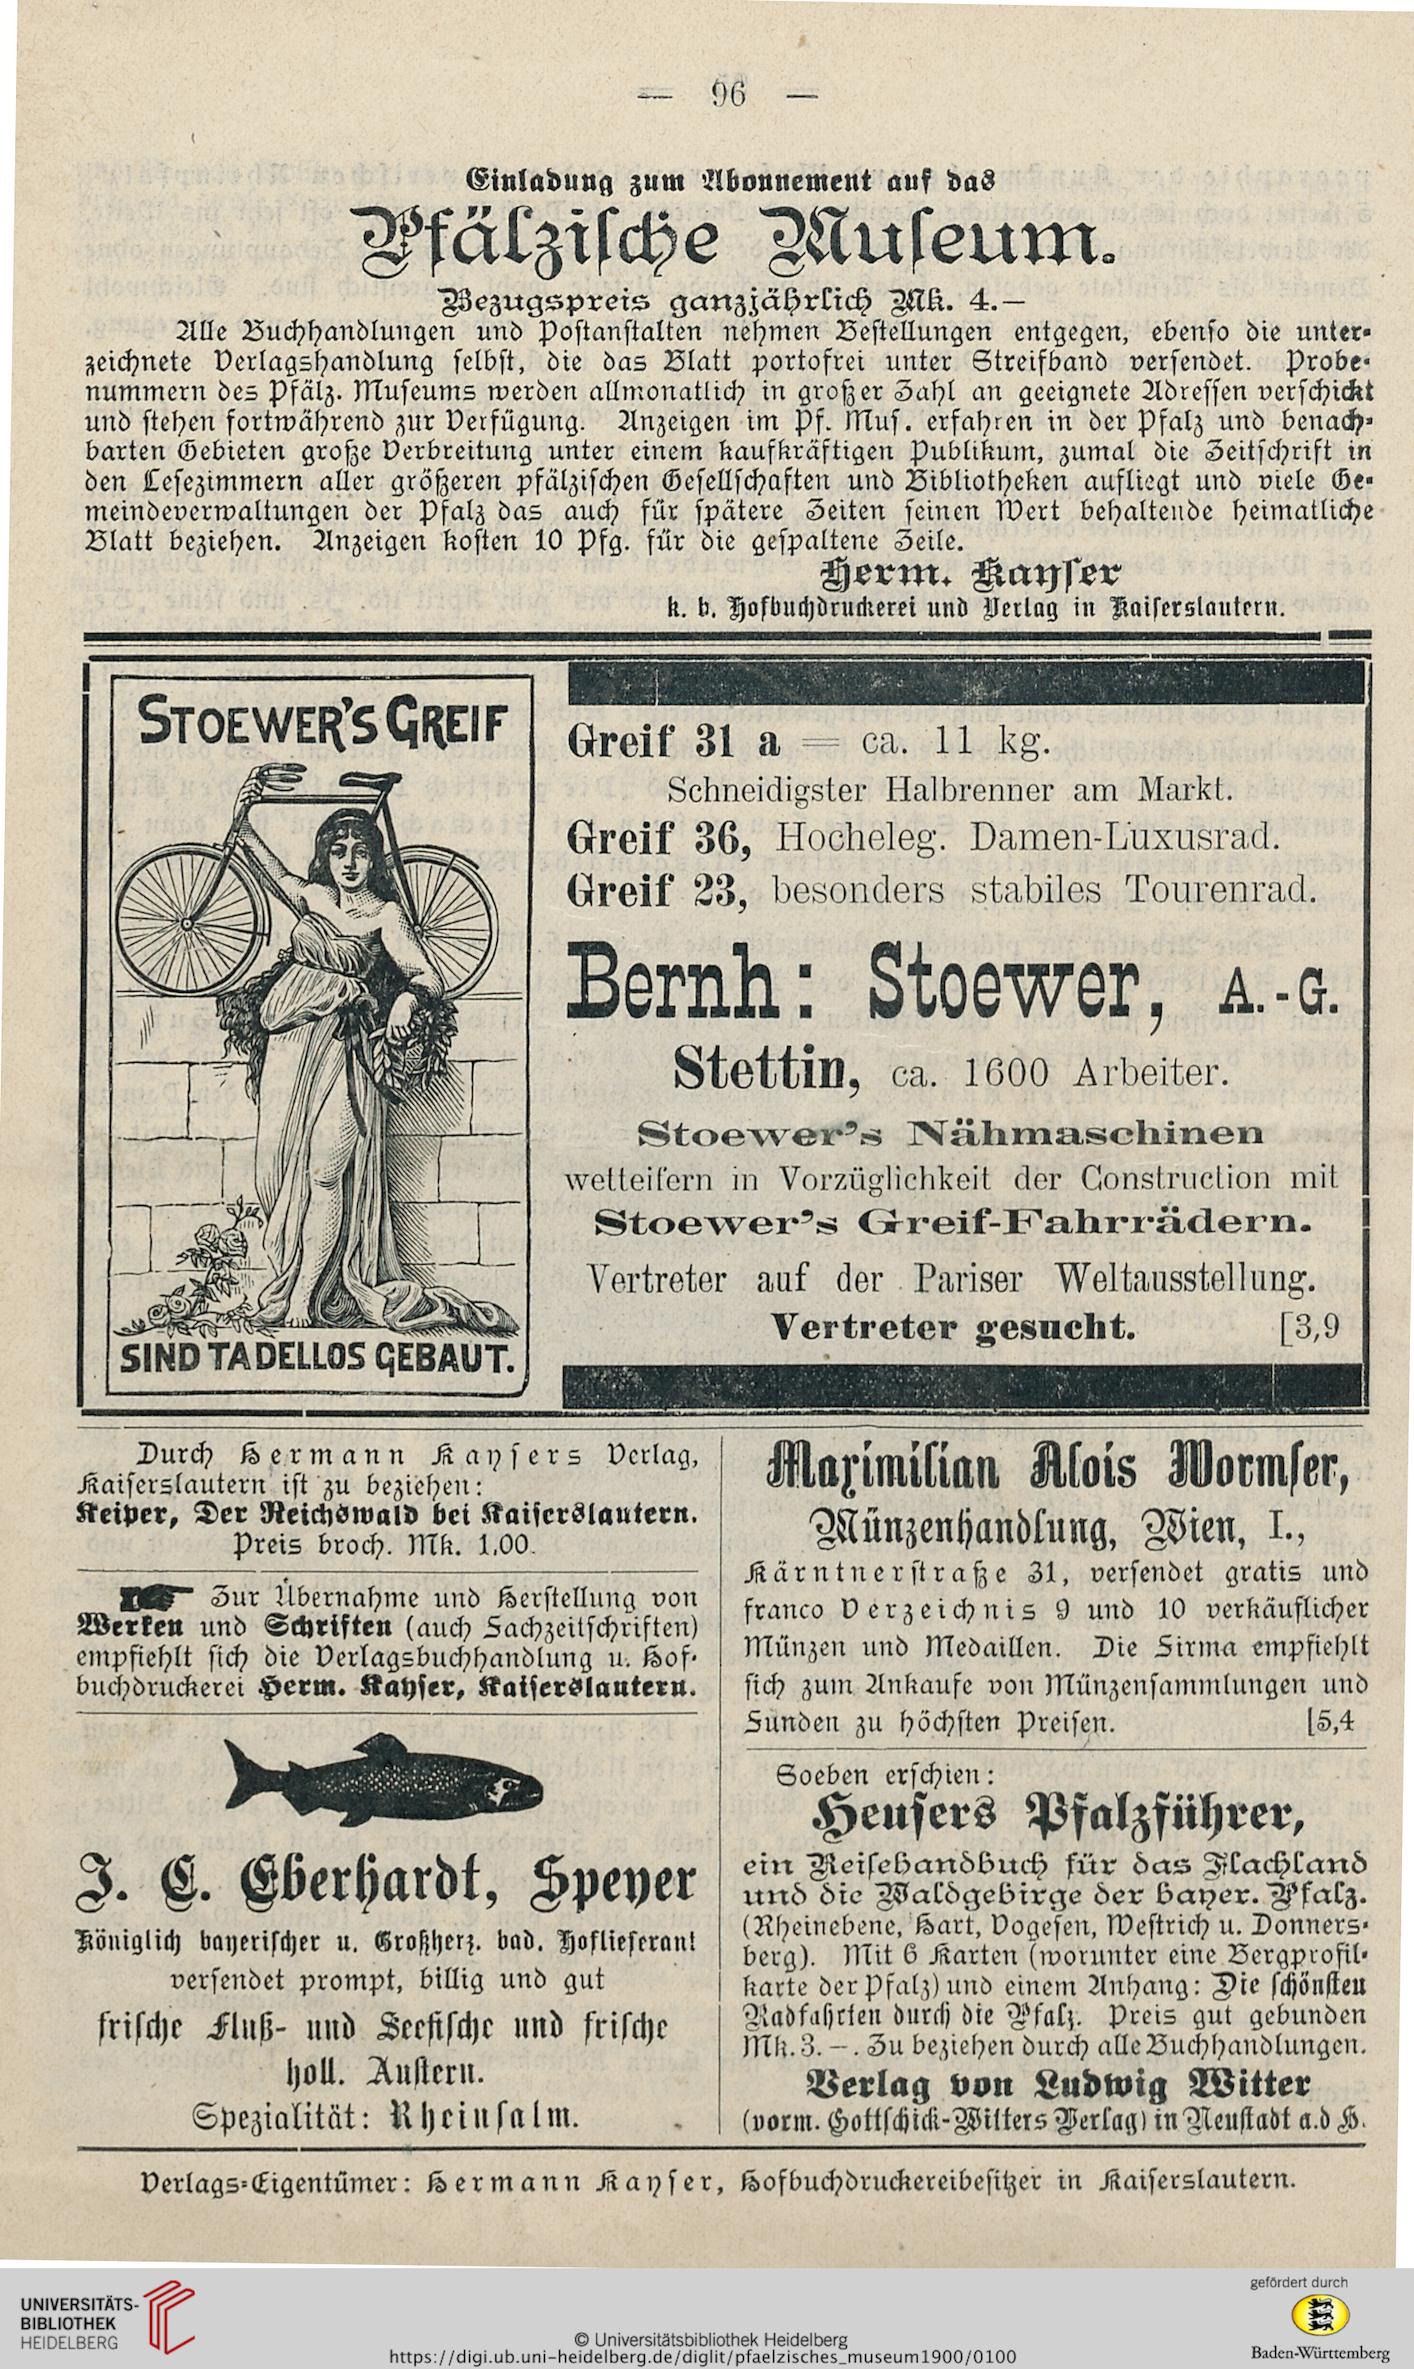 — 96 —
Einladung zum Abonnement auf das
Pfälzische Museum.
Bezugspreis ganzjährlich Mk. 4.—
Alle Buchhandlungen und Postanstalten nehmen Bestellungen entgegen, ebenso die unter-
zeichnete Verlagshandlung selbst, die das Blatt portofrei unter Streifband versendet. Probe-
nummern des Pfälz. Museums werden allmonatlich in großer Zahl an geeignete Adressen verschickt
und stehen fortwährend zur Verfügung. Anzeigen im Pf. Mus. erfahren in der Pfalz und benach-
barten Gebieten große Verbreitung unter einem kaufkräftigen Publikum, zumal die Zeitschrift in
den Lesezimmern aller größeren pfälzischen Gesellschaften und Bibliotheken aufliegt und viele Ge-
meindeverwaltungen der Pfalz das auch für spätere Zeiten seinen Wert behaltende heimatliche
Blatt beziehen. Anzeigen kosten 10 Pfg. für die gespaltene Zeile.
Herm. Kayser
k. b. Hofbuchdruckerei und Verlag in Kaiserslautern.
STOEWER'S GREIF
SIND TADELLOS GEBAUT.
Greif 31 a = ca. 11 kg.
Schneidigster Halbrenner am Markt.
Greif 36, Hocheleg. Damen-Luxusrad.
Greif 23, besonders stabiles Tourenrad.
Bernh: Stoewer, A.-G.
Stettin, ca. 1600 Arbeiter.
Stoewer's Nähmaschinen
wetteifern in Vorzüglichkeit der Construction mit
Stoewer's Greif-Fahrrädern.
Vertreter auf der Pariser Weltausstellung.
Vertreter gesucht. [3,9
Durch Hermann Kaysers Verlag,
Kaiserslautern ist zu beziehen:
Keiper, Der Reichswald bei Kaiserslautern.
Preis broch. Mk. 1.00.
☛ Zur Übernahme und Herstellung von
Werken und Schriften (auch Fachzeitschriften)
empfiehlt sich die Verlagsbuchhandlung u. Hof-
buchdruckerei Herm. Kayser, Kaiserslautern.
J. C. Eberhardt, Speyer
Königlich bayerischer u. Großherz. bad. Hoflieferant
versendet prompt, billig und gut
frische Fluß- und Seefische und frische
holl. Austern.
Spezialität: Rheinsalm.
Maximilian Alois Wormser,
Münzenhandlung, Wien, I.,
Kärntnerstraße 31, versendet gratis und
franco Verzeichnis 9 und 10 verkäuflicher
Münzen und Medaillen. Die Firma empfiehlt
sich zum Ankaufe von Münzensammlungen und
Funden zu höchsten Preisen. [5,4
Soeben erschien:
Heusers Pfalzführer,
ein Reisehandbuch für das Flachland
und die Waldgebirge der bayer. Pfalz.
(Rheinebene, Hart, Vogesen, Westrich u. Donners-
berg). Mit 6 Karten (worunter eine Bergprofil-
karte der Pfalz) und einem Anhang: Die schönsten
Radfahrten durch die Pfalz. Preis gut gebunden
Mk. 3. —. Zu beziehen durch alle Buchhandlungen.
Verlag von Ludwig Witter
(vorm. Gottschick-Witters Verlag) in Neustadt a.d H.
Verlags-Eigentümer: Hermann Kayser, Hofbuchdruckereibesitzer in Kaiserslautern.
UNIVERSITÄTS-
BIBLIOTHEK
HEIDELBERG
© Universitätsbibliothek Heidelberg
https://digi.ub.uni-heidelberg.de/diglit/pfaelzisches_museum1900/0100
gefördert durch
Baden-Württemberg